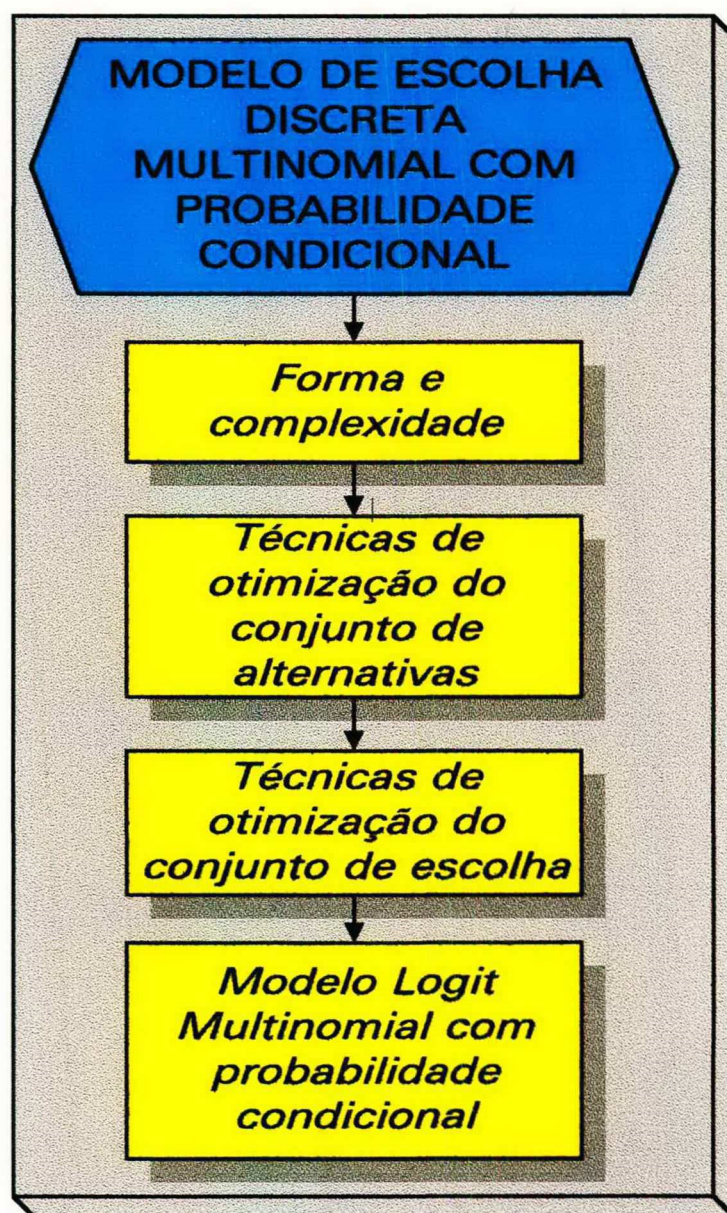 MODELO DE ESCOLHA
DISCRETA
MULTINOMIAL COM
PROBABILIDADE
CONDICIONAL
Forma e
complexidade
Técnicas de
otimização do
conjunto de
alternativas
Técnicas de
otimização do
conjunto de escolha
Modelo Logit
Multinomial com
probabilidade
condicional